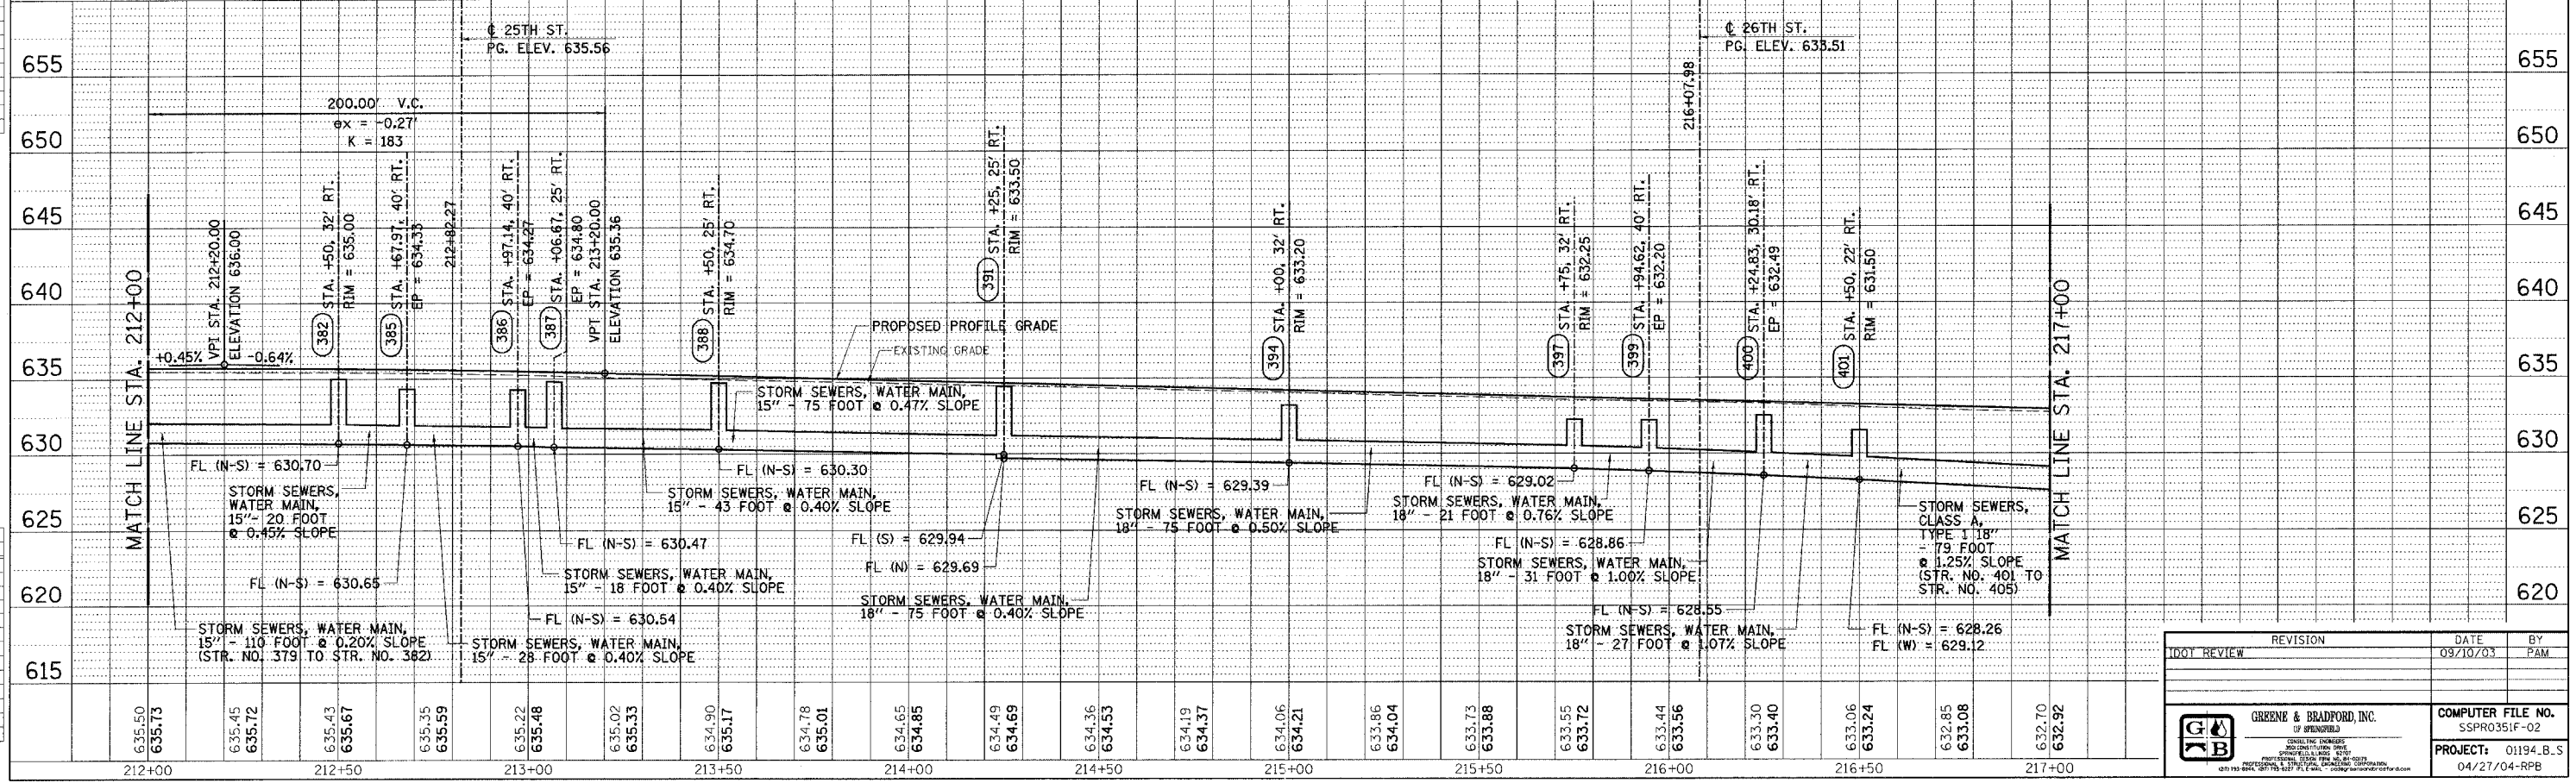 ℄ 25TH ST.
PG. ELEV. 635.56
℄ 26TH ST.
PG. ELEV. 633.51
216+07.98
655
655
650
650
645
645
640
640
635
635
630
630
625
625
620
620
615
200.00' V.C.
ex = -0.27'
K = 183
MATCH LINE STA. 212+00
+0.45%
-0.64%
VPI STA. 212+20.00
ELEVATION 636.00
382
STA. +50, 32' RT.
RIM = 635.00
385
STA. +67.97, 40' RT.
EP = 634.33
212+82.27
386
STA. +97.14, 40' RT.
EP = 634.27
387
STA. +06.67, 25' RT.
EP = 634.80
VPT STA. 213+20.00
ELEVATION 635.36
388
STA. +50, 25' RT.
RIM = 634.70
391
STA. +25, 25' RT.
RIM = 633.50
394
STA. +00, 32' RT.
RIM = 633.20
397
STA. +75, 32' RT.
RIM = 632.25
399
STA. +94.62, 40' RT.
EP = 632.20
400
STA. +24.83, 30.18' RT.
EP = 632.49
401
STA. +50, 22' RT.
RIM = 631.50
MATCH LINE STA. 217+00
PROPOSED PROFILE GRADE
EXISTING GRADE
STORM SEWERS, WATER MAIN,
15" - 75 FOOT @ 0.47% SLOPE
FL (N-S) = 630.70
STORM SEWERS,
WATER MAIN,
15"- 20 FOOT
@ 0.45% SLOPE
FL (N-S) = 630.65
STORM SEWERS, WATER MAIN,
15" - 110 FOOT @ 0.20% SLOPE
(STR. NO. 379 TO STR. NO. 382)
STORM SEWERS, WATER MAIN,
15" - 28 FOOT @ 0.40% SLOPE
FL (N-S) = 630.54
STORM SEWERS, WATER MAIN,
15" - 18 FOOT @ 0.40% SLOPE
FL (N-S) = 630.47
STORM SEWERS, WATER MAIN,
15" - 43 FOOT @ 0.40% SLOPE
FL (N-S) = 630.30
FL (S) = 629.94
FL (N) = 629.69
STORM SEWERS, WATER MAIN,
18" - 75 FOOT @ 0.40% SLOPE
FL (N-S) = 629.39
STORM SEWERS, WATER MAIN,
18" - 75 FOOT @ 0.50% SLOPE
FL (N-S) = 629.02
STORM SEWERS, WATER MAIN,
18" - 21 FOOT @ 0.76% SLOPE
FL (N-S) = 628.86
STORM SEWERS, WATER MAIN,
18" - 31 FOOT @ 1.00% SLOPE
FL (N-S) = 628.55
STORM SEWERS, WATER MAIN,
18" - 27 FOOT @ 1.07% SLOPE
FL (N-S) = 628.26
FL (W) = 629.12
STORM SEWERS,
CLASS A,
TYPE 1 18"
- 79 FOOT
@ 1.25% SLOPE
(STR. NO. 401 TO
STR. NO. 405)
635.50
635.73
635.45
635.72
635.43
635.67
635.35
635.59
635.22
635.48
635.02
635.33
634.90
635.17
634.78
635.01
634.65
634.85
634.49
634.69
634.36
634.53
634.19
634.37
634.06
634.21
633.86
634.04
633.73
633.88
633.55
633.72
633.44
633.56
633.30
633.40
633.06
633.24
632.85
633.08
632.70
632.92
212+00
212+50
213+00
213+50
214+00
214+50
215+00
215+50
216+00
216+50
217+00
REVISION DATE BY
IDOT REVIEW 09/10/03 PAM
G B
GREENE & BRADFORD, INC.
OF SPRINGFIELD
CONSULTING ENGINEERS
COMPUTER FILE NO.
SSPR0351F-02
PROJECT: 01194_B_S
04/27/04-RPB